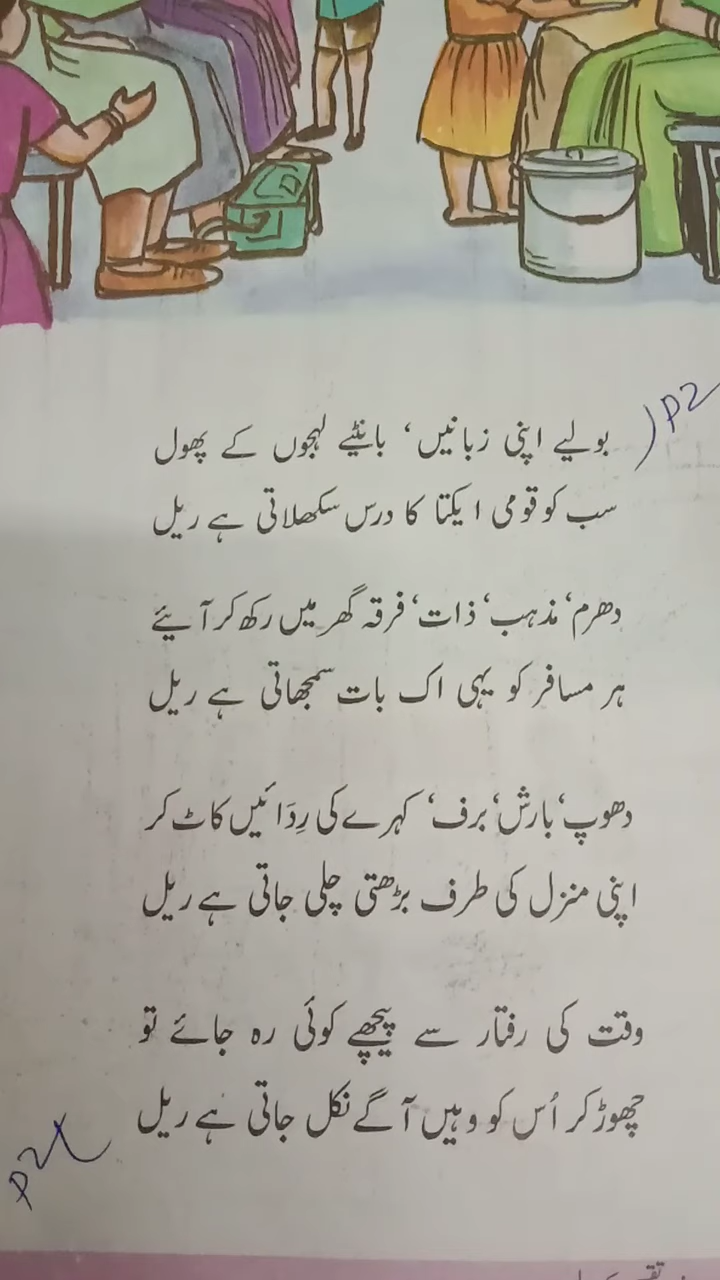 P2
بولیے اپنی زبانیں، بانٹیے لہجوں کے پھول
سب کو قومی ایکتا کا درس سکھلاتی ہے ریل
دھرم، مذہب، ذات، فرقہ گھر میں رکھ کر آیئے
ہر مسافر کو یہی اک بات سمجھاتی ہے ریل
دھوپ، بارش، برف، کہرے کی رِدَائیں کاٹ کر
اپنی منزل کی طرف بڑھتی چلی جاتی ہے ریل
وقت کی رفتار سے پیچھے کوئی رہ جائے تو
چھوڑ کر اُس کو وہیں آگے نکل جاتی ہے ریل